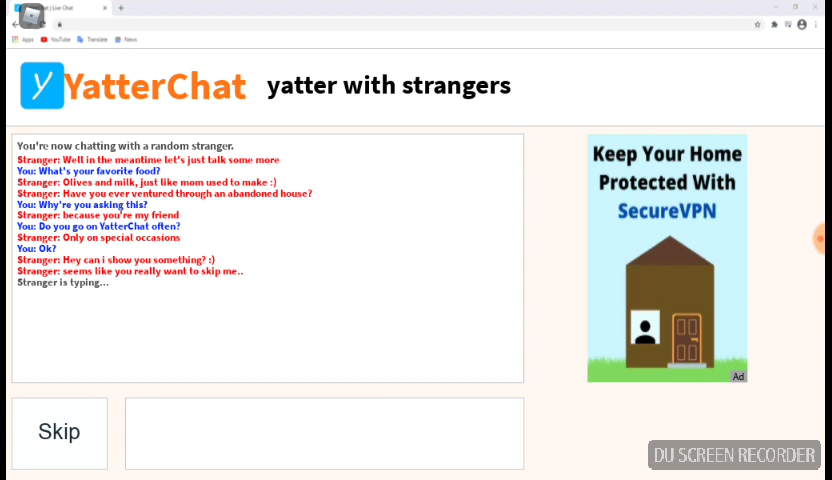 t | Live Chat
Apps YouTube Translate News
y YatterChat yatter with strangers
You're now chatting with a random stranger.
Stranger: Well in the meantime let's just talk some more
You: What's your favorite food?
Stranger: Olives and milk, just like mom used to make :)
Stranger: Have you ever ventured through an abandoned house?
You: Why're you asking this?
Stranger: because you're my friend
You: Do you go on YatterChat often?
Stranger: Only on special occasions
You: Ok?
Stranger: Hey can i show you something? :)
Stranger: seems like you really want to skip me..
Stranger is typing...
Keep Your Home
Protected With
SecureVPN
Ad
Skip
DU SCREEN RECORDER